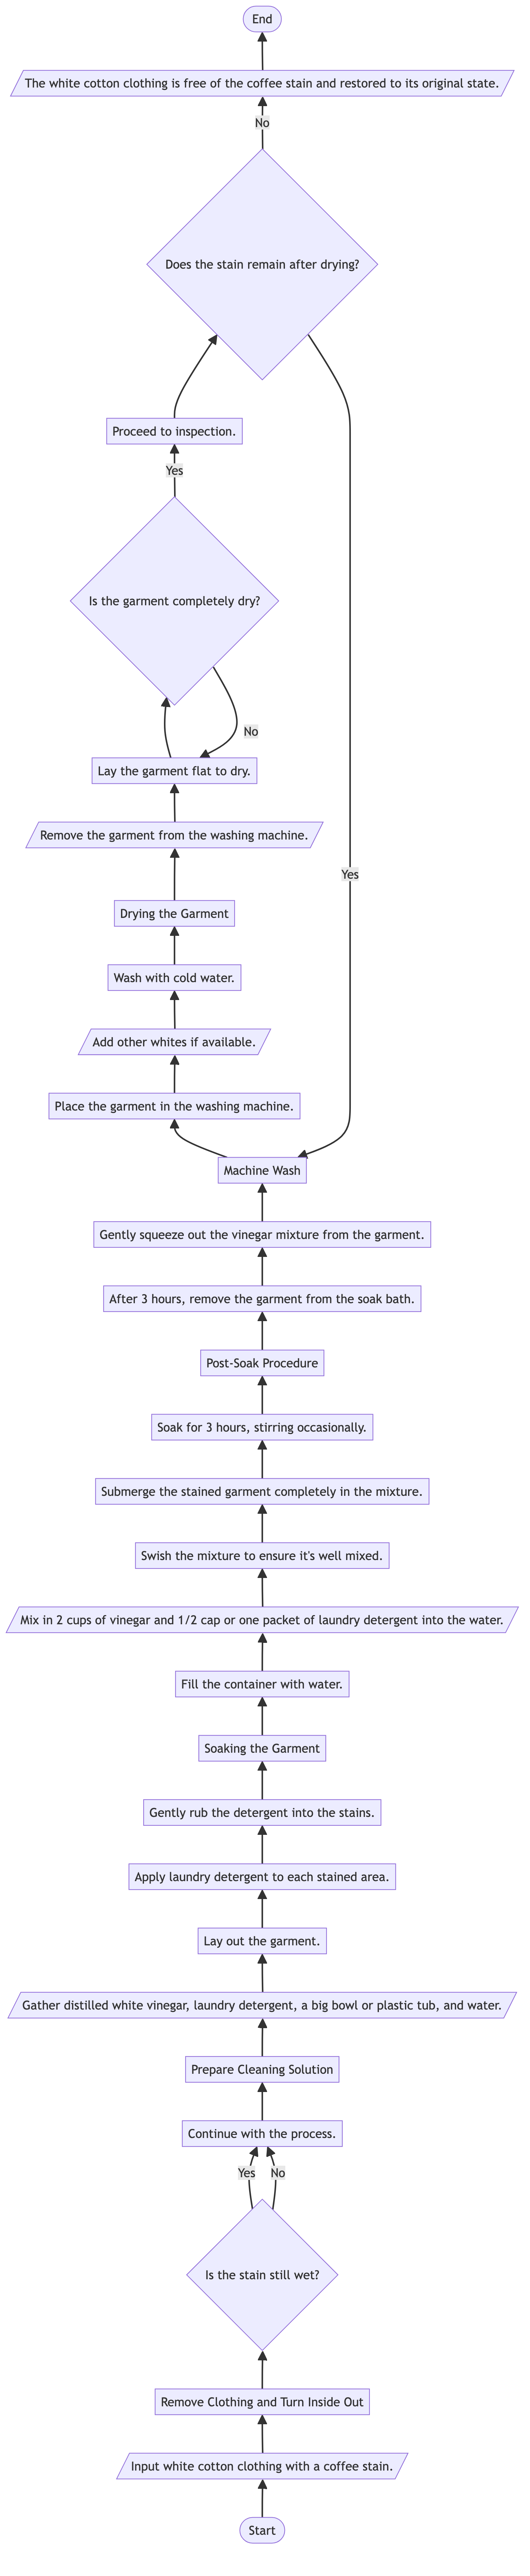 End
The white cotton clothing is free of the coffee stain and restored to its original state.
No
Does the stain remain after drying?
Proceed to inspection.
Yes
Is the garment completely dry?
No
Lay the garment flat to dry.
Remove the garment from the washing machine.
Yes
Drying the Garment
Wash with cold water.
Add other whites if available.
Place the garment in the washing machine.
Machine Wash
Gently squeeze out the vinegar mixture from the garment.
After 3 hours, remove the garment from the soak bath.
Post-Soak Procedure
Soak for 3 hours, stirring occasionally.
Submerge the stained garment completely in the mixture.
Swish the mixture to ensure it's well mixed.
Mix in 2 cups of vinegar and 1/2 cap or one packet of laundry detergent into the water.
Fill the container with water.
Soaking the Garment
Gently rub the detergent into the stains.
Apply laundry detergent to each stained area.
Lay out the garment.
Gather distilled white vinegar, laundry detergent, a big bowl or plastic tub, and water.
Prepare Cleaning Solution
Continue with the process.
Yes
No
Is the stain still wet?
Remove Clothing and Turn Inside Out
Input white cotton clothing with a coffee stain.
Start